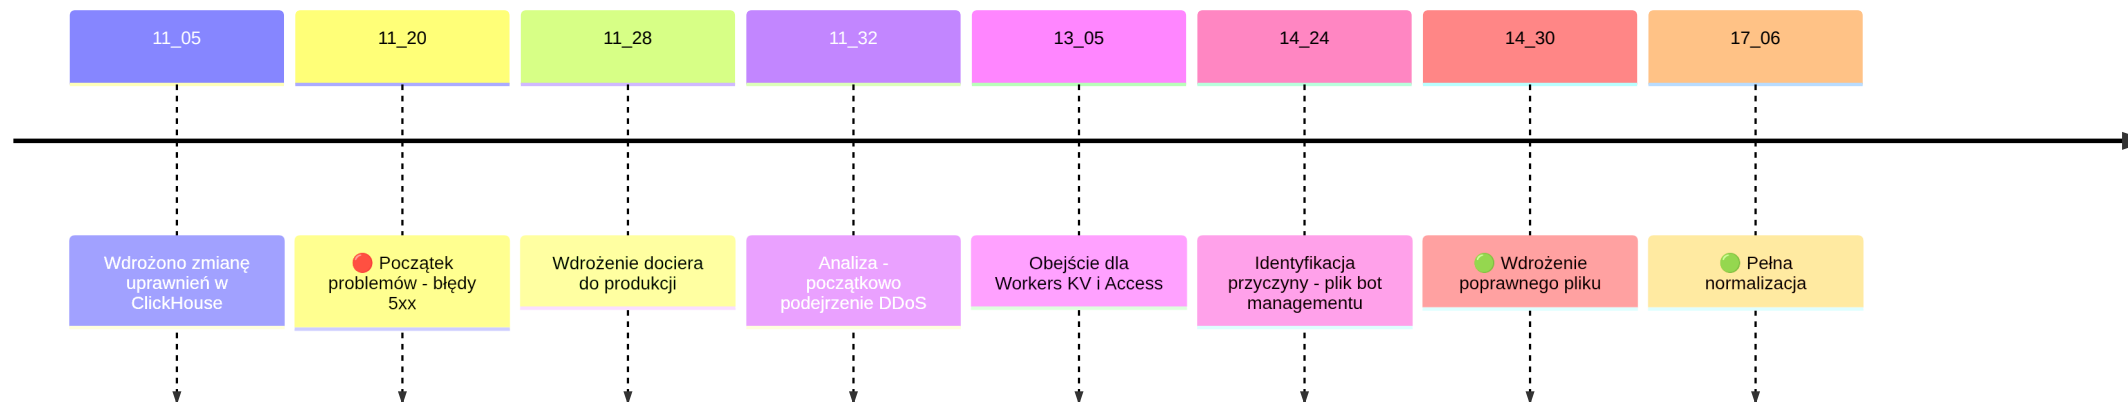 11_05
11_20
11_28
11_32
13_05
14_24
14_30
17_06
Wdrożono zmianę
uprawnień w
ClickHouse
🔴 Początek
problemów - błędy
5xx
Wdrożenie dociera
do produkcji
Analiza -
początkowo
podejrzenie DDoS
Obejście dla
Workers KV i Access
Identyfikacja
przyczyny - plik bot
managementu
🟢 Wdrożenie
poprawnego pliku
🟢 Pełna
normalizacja